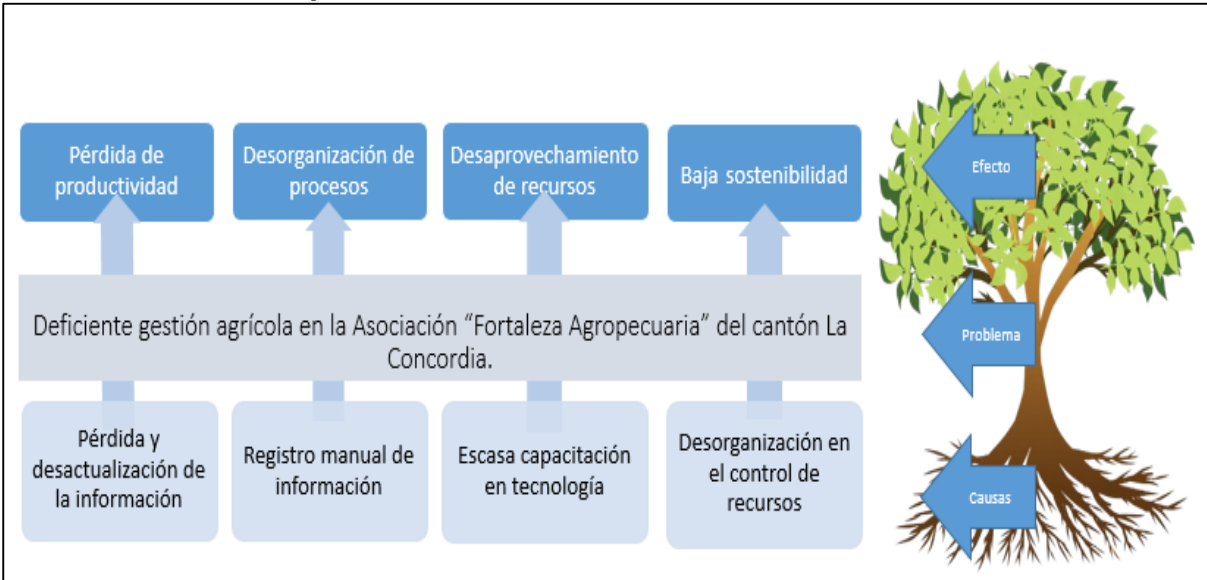 Pérdida de
productividad
Desorganización de
procesos
Desaprovechamiento
de recursos
Baja sostenibilidad
Efecto
Deficiente gestión agrícola en la Asociación “Fortaleza Agropecuaria” del cantón La
Concordia.
Problema
Pérdida y
desactualización de
la información
Registro manual de
información
Escasa capacitación
en tecnología
Desorganización en
el control de
recursos
Causas